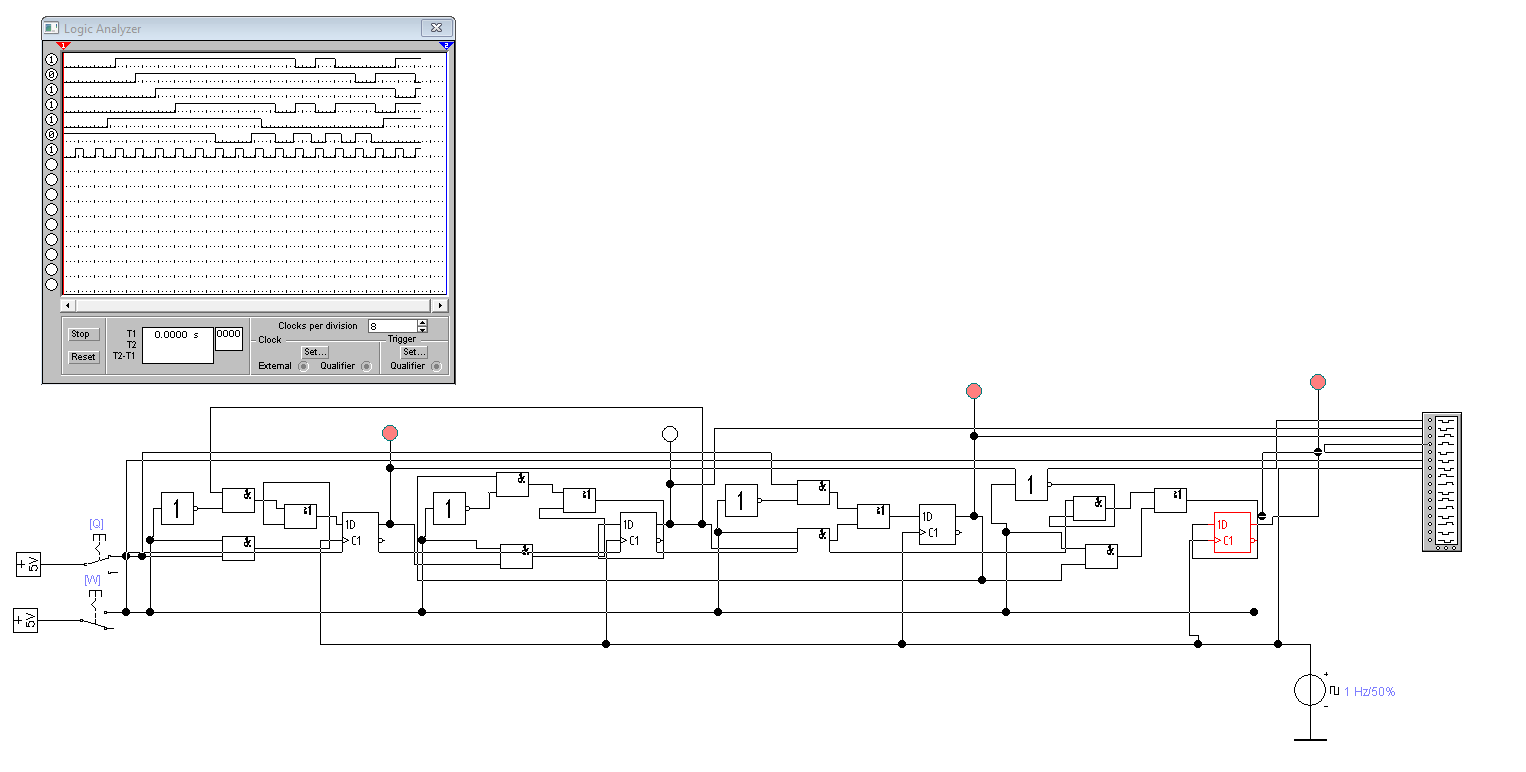 Logic Analyzer
1
2
1
0
1
1
1
0
1
Stop
Reset
T1
T2
T2-T1
0.0000 s
0000
Clocks per division
8
Clock
Set...
External
Qualifier
Trigger
Set...
Qualifier
[Q]
+
5V
[W]
+
5V
1
&
&
≥1
1D
C1
1
&
&
≥1
1D
C1
1
&
&
≥1
1D
C1
1
&
&
≥1
1D
C1
+
-
1 Hz/50%